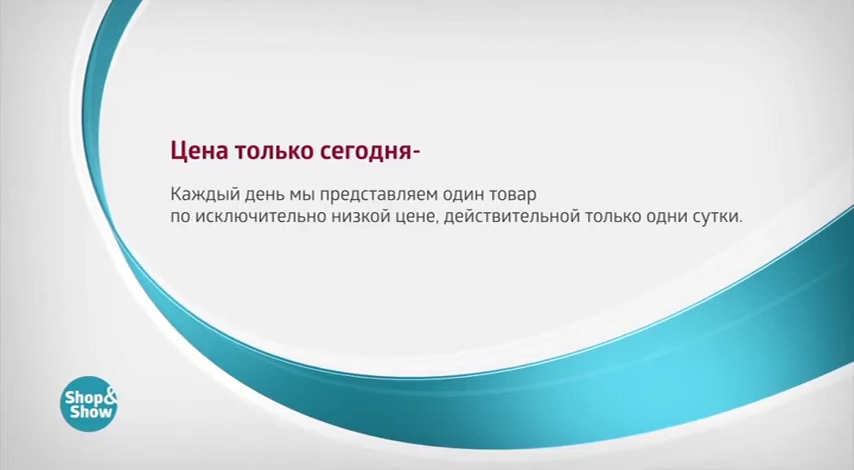 Цена только сегодня-
Каждый день мы представляем один товар
по исключительно низкой цене, действительной только одни сутки.
Shop&
Show